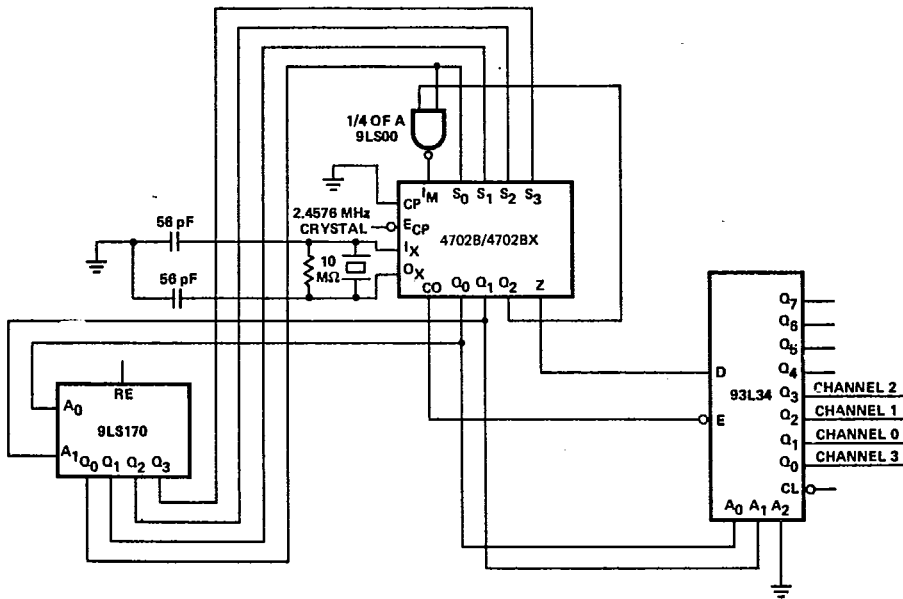 1/4 OF A
9LS00
IM S0 S1 S2 S3
CP
2.4576 MHz
CRYSTAL
ECP
4702B/4702BX
56 pF
IX
10
MΩ
OX
56 pF
CO Q0 Q1 Q2 Z
RE
A0
9LS170
A1
Q0 Q1 Q2 Q3
Q7
Q6
Q5
Q4
D
93L34
Q3
CHANNEL 2
E
Q2
CHANNEL 1
Q1
CHANNEL 0
Q0
CHANNEL 3
CL
A0 A1 A2